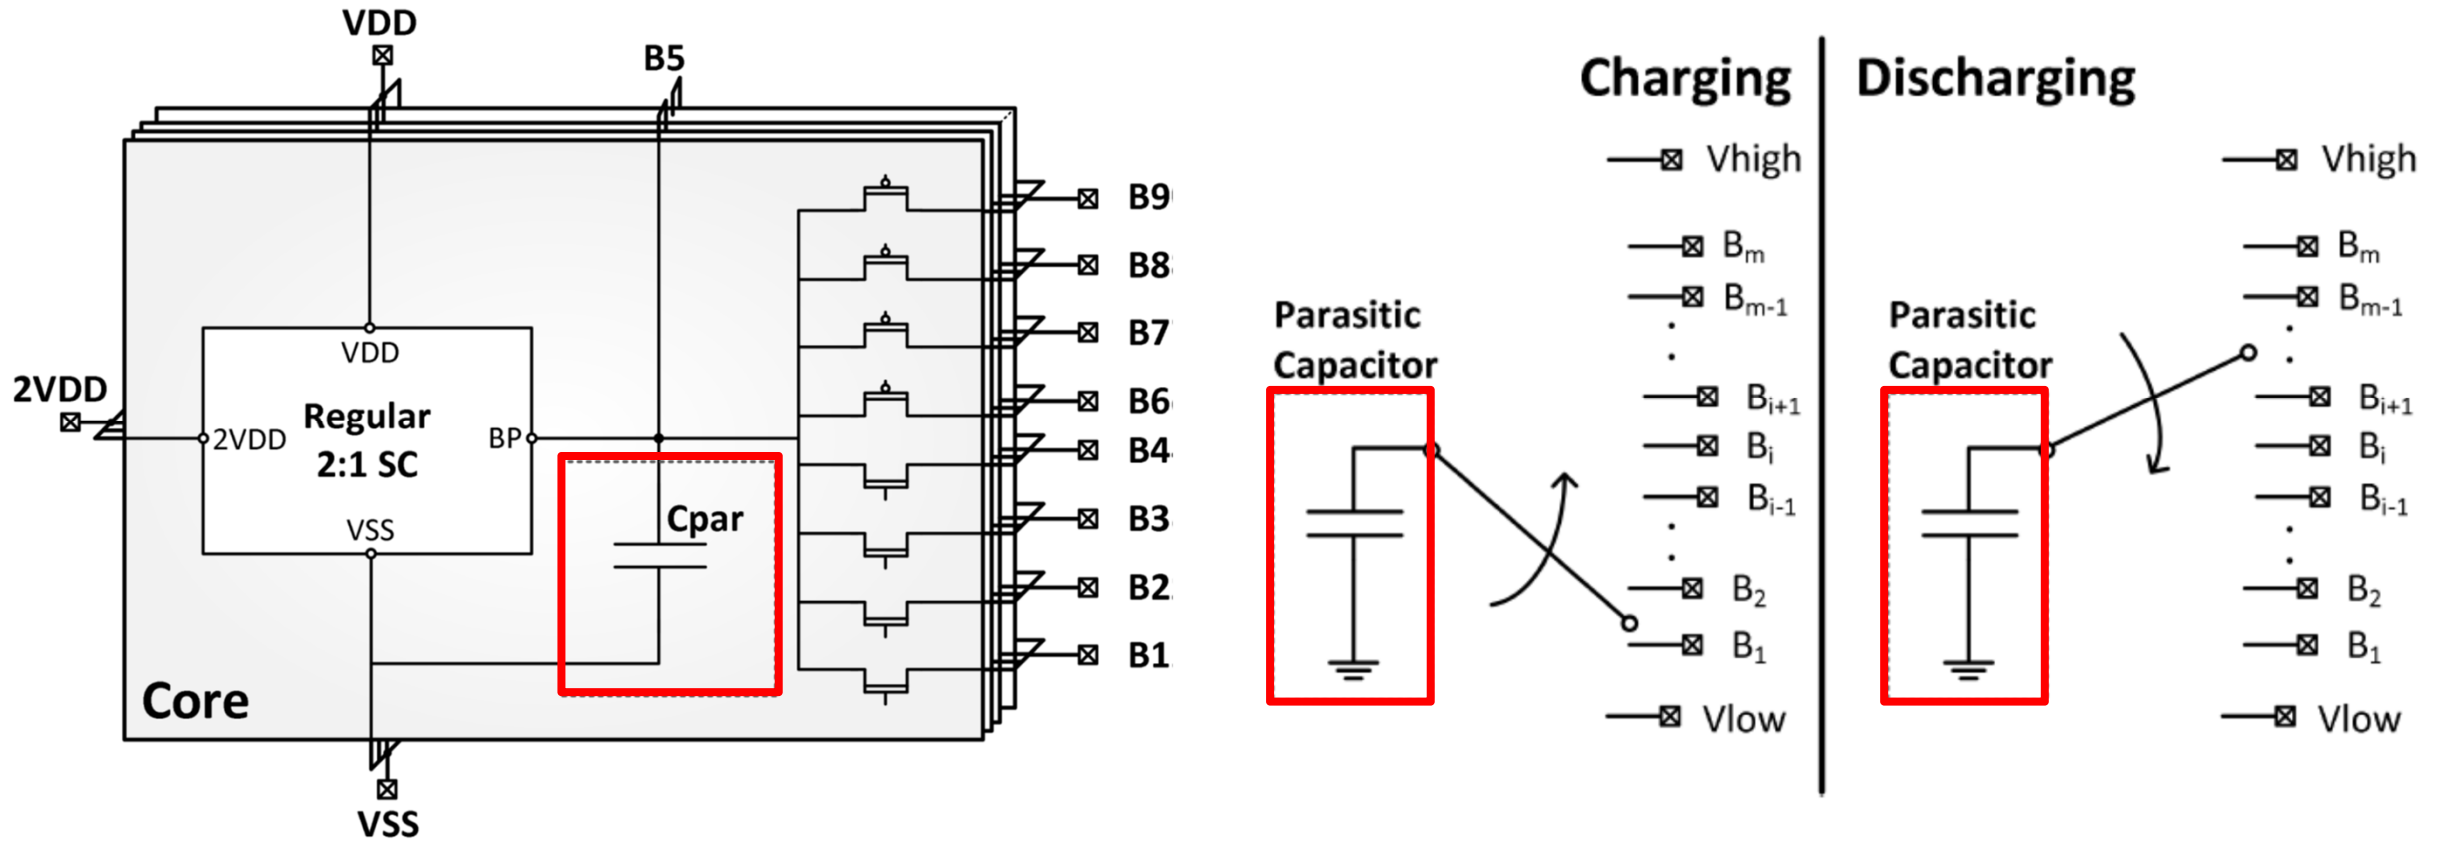 VDD
B5
B9
B8
B7
B6
B4
B3
B2
B1
2VDD
VDD
2VDD
Regular
2:1 SC
BP
VSS
Cpar
Core
VSS
Charging
Vhigh
Bm
Bm-1
Parasitic
Capacitor
Bi+1
Bi
Bi-1
B2
B1
Vlow
Discharging
Vhigh
Bm
Bm-1
Parasitic
Capacitor
Bi+1
Bi
Bi-1
B2
B1
Vlow